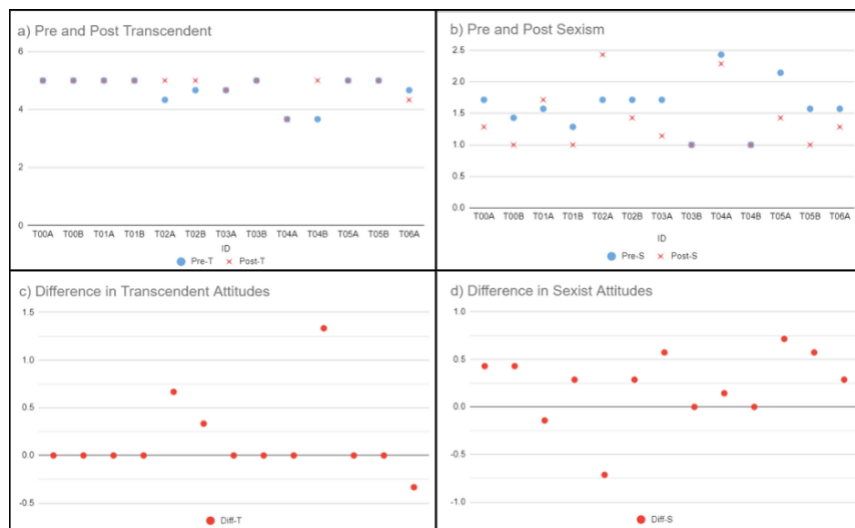 a) Pre and Post Transcendent
6
4
2
0
T00A T00B T01A T01B T02A T02B T03A T03B T04A T04B T05A T05B T06A
ID
Pre-T Post-T
b) Pre and Post Sexism
2.5
2.0
1.5
1.0
0.5
0.0
T00A T00B T01A T01B T02A T02B T03A T03B T04A T04B T05A T05B T06A
ID
Pre-S Post-S
c) Difference in Transcendent Attitudes
1.5
1.0
0.5
0.0
-0.5
Diff-T
d) Difference in Sexist Attitudes
1.0
0.5
0.0
-0.5
-1.0
Diff-S